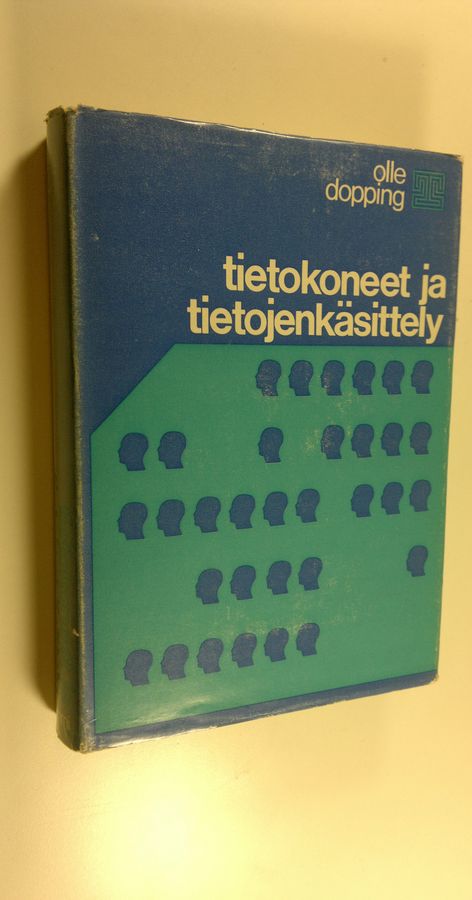 olle
dopping
tietokoneet ja
tietojenkäsittely